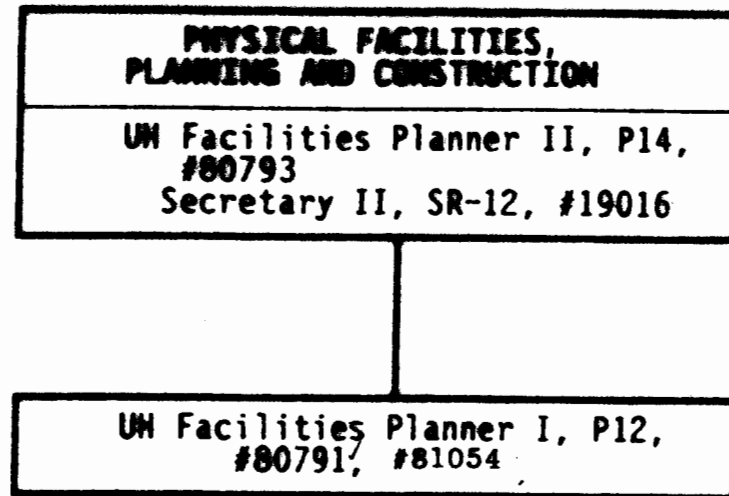 PHYSICAL FACILITIES,
PLANNING AND CONSTRUCTION
UH Facilities Planner II, P14,
#80793
Secretary II, SR-12, #19016
UH Facilities Planner I, P12,
#80791, #81054